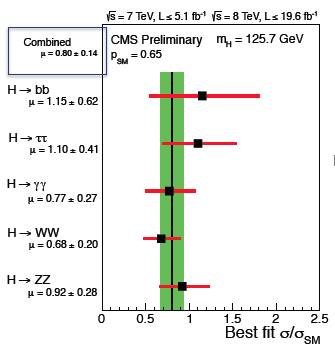 √s = 7 TeV, L ≤ 5.1 fb⁻¹ √s = 8 TeV, L ≤ 19.6 fb⁻¹
Combined
μ = 0.80 ± 0.14
CMS Preliminary
m_H = 125.7 GeV
p_SM = 0.65
H → bb
μ = 1.15 ± 0.62
H → ττ
μ = 1.10 ± 0.41
H → γγ
μ = 0.77 ± 0.27
H → WW
μ = 0.68 ± 0.20
H → ZZ
μ = 0.92 ± 0.28
0 0.5 1 1.5 2 2.5
Best fit σ/σ_SM